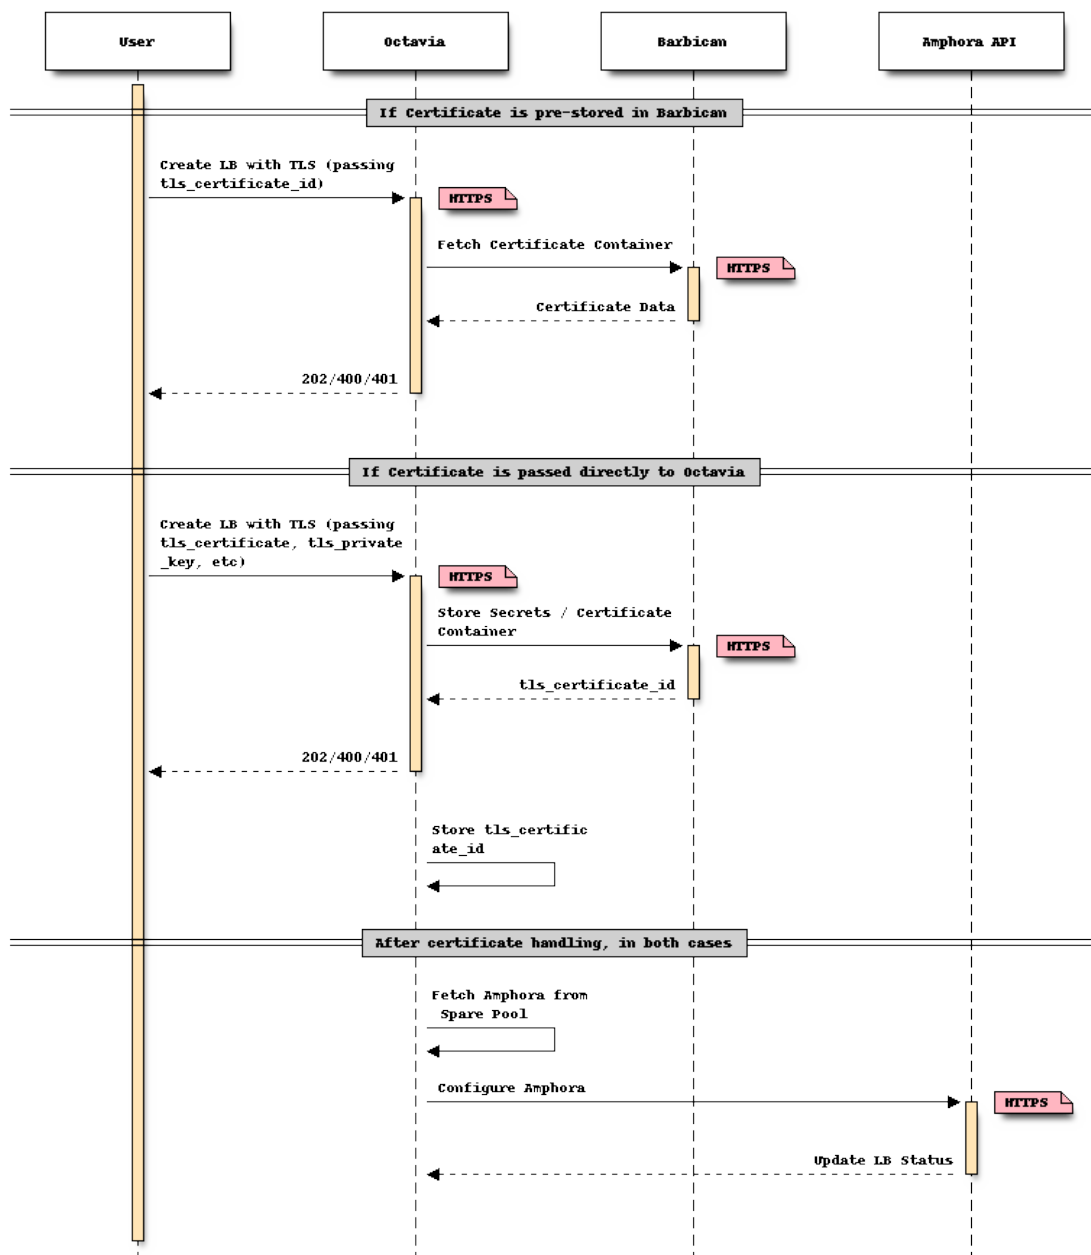 User
Octavia
Barbican
Amphora API
If Certificate is pre-stored in Barbican
Create LB with TLS (passing
tls_certificate_id)
HTTPS
Fetch Certificate Container
HTTPS
Certificate Data
202/400/401
If Certificate is passed directly to Octavia
Create LB with TLS (passing
tls_certificate, tls_private
_key, etc)
HTTPS
Store Secrets / Certificate
Container
HTTPS
tls_certificate_id
202/400/401
Store tls_certific
ate_id
After certificate handling, in both cases
Fetch Amphora from
Spare Pool
Configure Amphora
HTTPS
Update LB Status